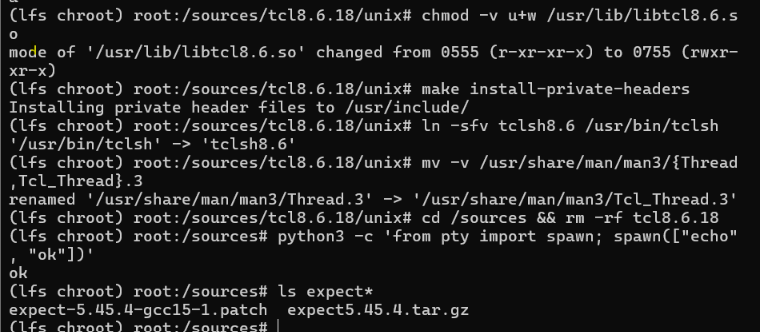 (lfs chroot) root:/sources/tcl8.6.18/unix# chmod -v u+w /usr/lib/libtcl8.6.s
o
mode of '/usr/lib/libtcl8.6.so' changed from 0555 (r-xr-xr-x) to 0755 (rwxr-
xr-x)
(lfs chroot) root:/sources/tcl8.6.18/unix# make install-private-headers
Installing private header files to /usr/include/
(lfs chroot) root:/sources/tcl8.6.18/unix# ln -sfv tclsh8.6 /usr/bin/tclsh
'/usr/bin/tclsh' -> 'tclsh8.6'
(lfs chroot) root:/sources/tcl8.6.18/unix# mv -v /usr/share/man/man3/{Thread
,Tcl_Thread}.3
renamed '/usr/share/man/man3/Thread.3' -> '/usr/share/man/man3/Tcl_Thread.3'
(lfs chroot) root:/sources/tcl8.6.18/unix# cd /sources && rm -rf tcl8.6.18
(lfs chroot) root:/sources# python3 -c 'from pty import spawn; spawn(["echo"
, "ok"])'
ok
(lfs chroot) root:/sources# ls expect*
expect-5.45.4-gcc15-1.patch  expect5.45.4.tar.gz
(lfs chroot) root:/sources#